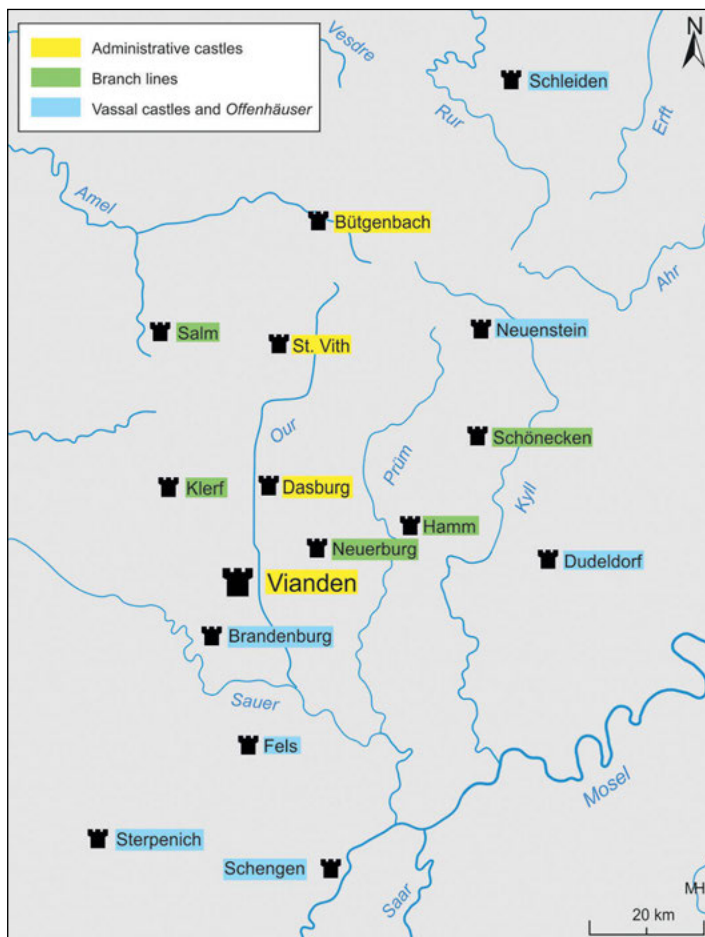 Administrative castles
Branch lines
Vassal castles and Offenhäuser
Vesdre
N
Schleiden
Rur
Erft
Amel
Bütgenbach
Ahr
Salm
St. Vith
Neuenstein
Our
Prüm
Schönecken
Kyll
Klerf
Dasburg
Hamm
Neuerburg
Dudeldorf
Vianden
Brandenburg
Sauer
Fels
Mosel
Sterpenich
Schengen
Saar
MH
20 km